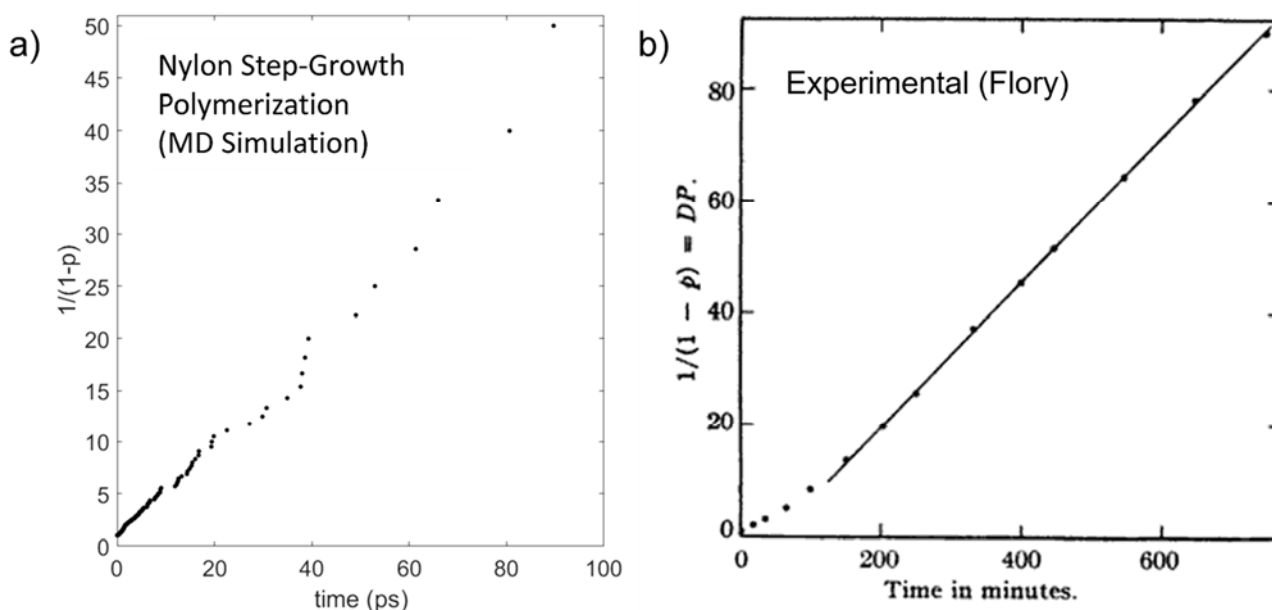 a)
Nylon Step-Growth
Polymerization
(MD Simulation)
1/(1-p)
50
45
40
35
30
25
20
15
10
5
0
0 20 40 60 80 100
time (ps)
b)
Experimental (Flory)
1/(1 − p) = DP.
80
60
40
20
0
0 200 400 600
Time in minutes.